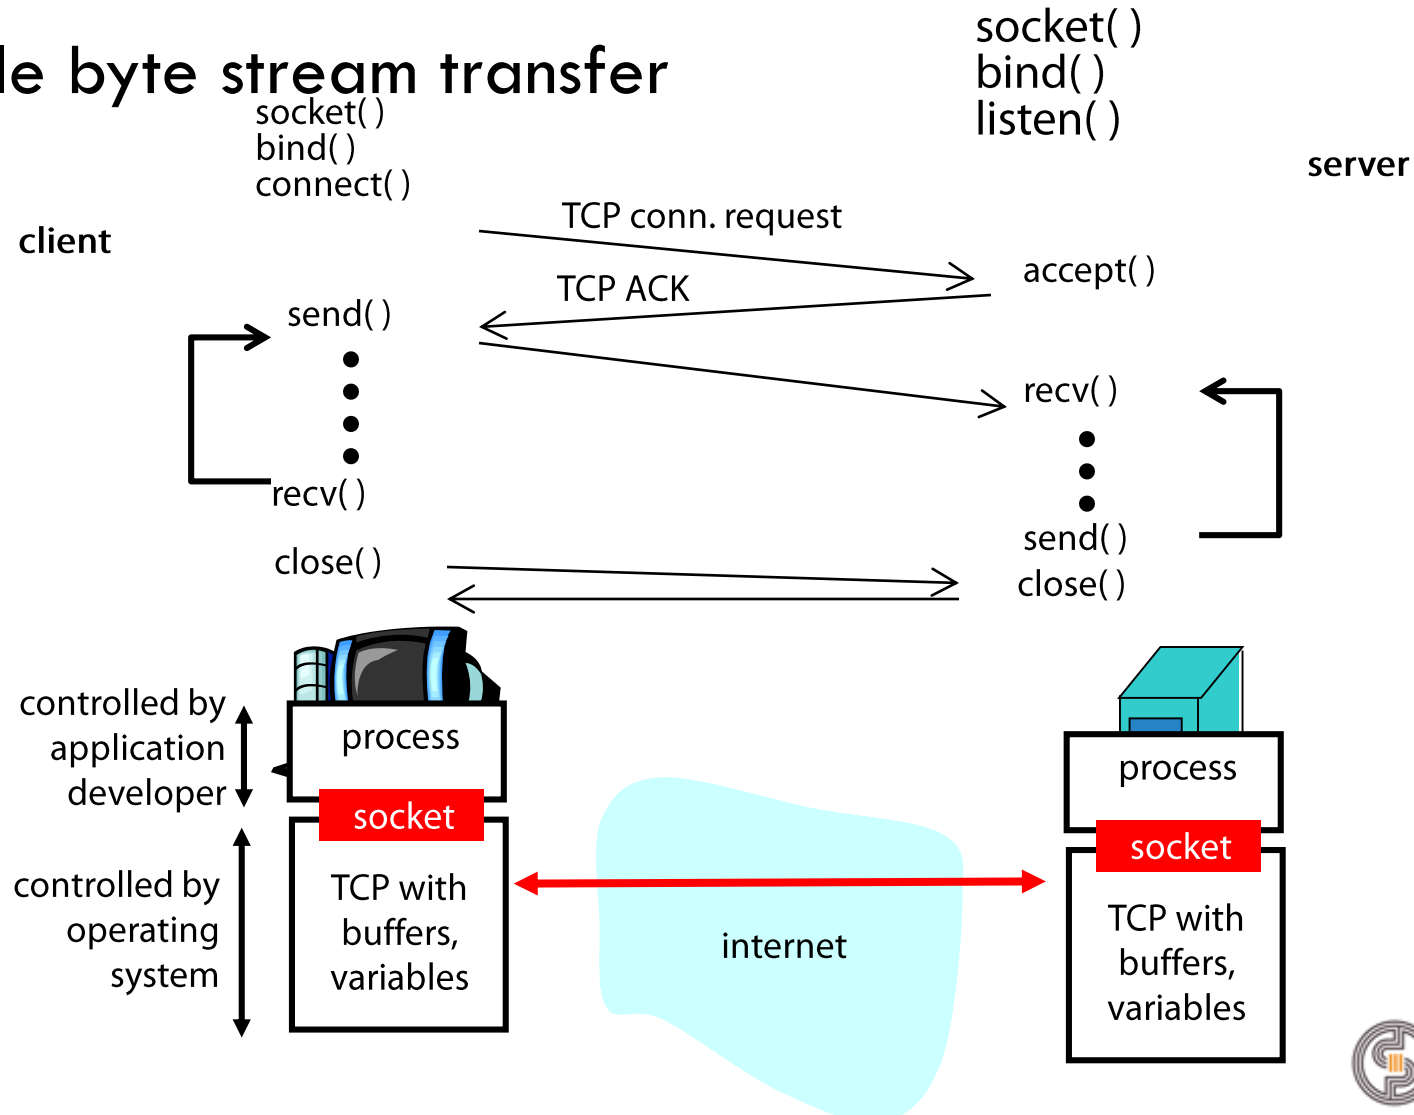 le byte stream transfer
socket( )
bind( )
connect( )
socket( )
bind( )
listen( )
server
client
TCP conn. request
accept( )
TCP ACK
send( )
recv( )
recv( )
send( )
close( )
close( )
controlled by
application
developer
process
socket
controlled by
operating
system
TCP with
buffers,
variables
internet
process
socket
TCP with
buffers,
variables